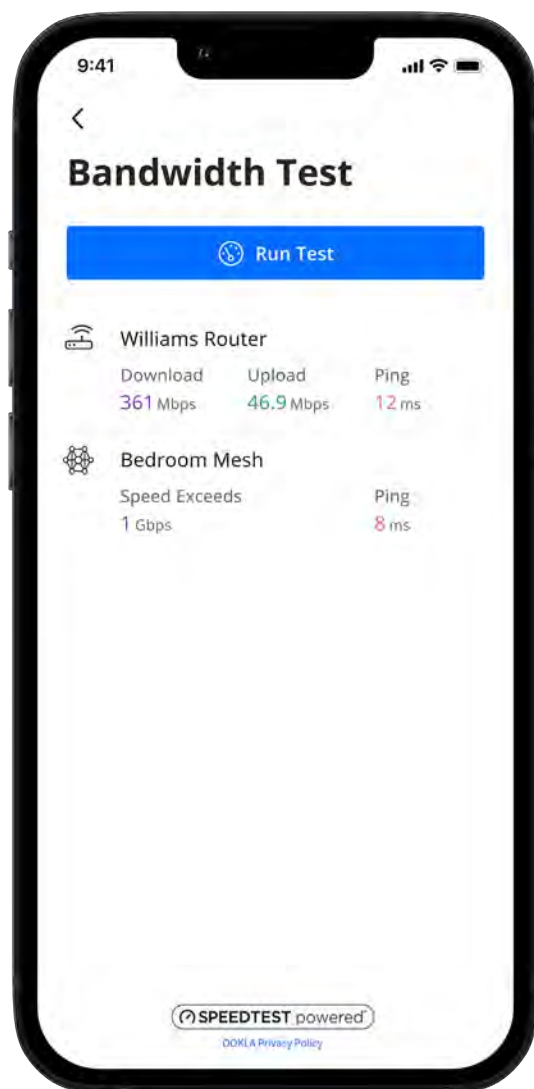 9:41
Bandwidth Test
Run Test
Williams Router
Download Upload Ping
361 Mbps 46.9 Mbps 12 ms
Bedroom Mesh
Speed Exceeds Ping
1 Gbps 8 ms
SPEEDTEST powered
OOKLA Privacy Policy